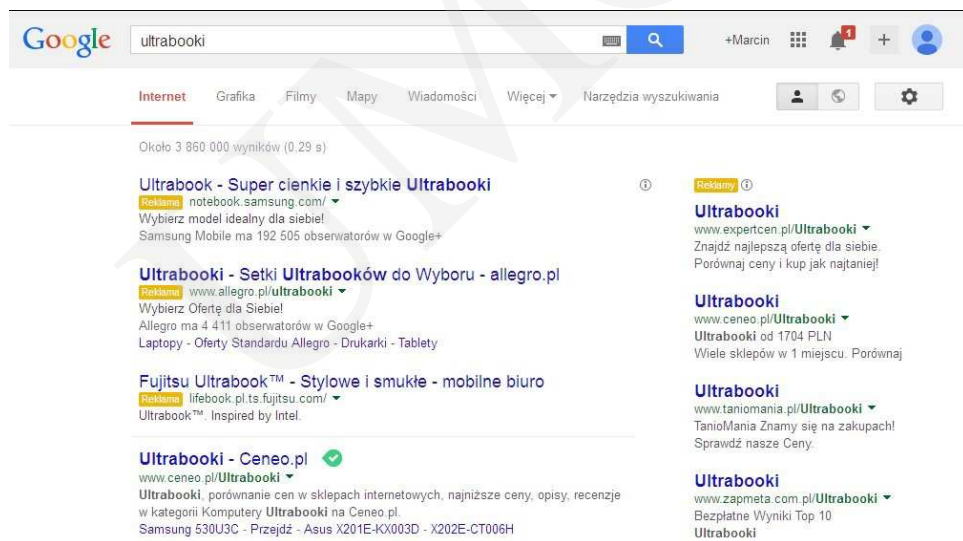 Google
ultrabooki
+Marcin
1
+
Internet Grafika Filmy Mapy Wiadomości Więcej Narzędzia wyszukiwania
Około 3 860 000 wyników (0,29 s)
Ultrabook - Super cienkie i szybkie Ultrabooki
Reklama notebook.samsung.com/
Wybierz model idealny dla siebie!
Samsung Mobile ma 192 505 obserwatorów w Google+
Ultrabooki - Setki Ultrabooków do Wyboru - allegro.pl
Reklama www.allegro.pl/ultrabooki
Wybierz Ofertę dla Siebie!
Allegro ma 4 411 obserwatorów w Google+
Laptopy - Oferty Standardu Allegro - Drukarki - Tablety
Fujitsu Ultrabook™ - Stylowe i smukłe - mobilne biuro
Reklama lifebook.pl.ts.fujitsu.com/
Ultrabook™. Inspired by Intel.
Ultrabooki - Ceneo.pl
www.ceneo.pl/Ultrabooki
Ultrabooki, porównanie cen w sklepach internetowych, najniższe ceny, opisy, recenzje
w kategorii Komputery Ultrabooki na Ceneo.pl.
Samsung 530U3C - Przejdź - Asus X201E-KX003D - X202E-CT006H
Reklamy
Ultrabooki
www.expertcen.pl/Ultrabooki
Znajdź najlepszą ofertę dla siebie.
Porównaj ceny i kup jak najtaniej!
Ultrabooki
www.ceneo.pl/Ultrabooki
Ultrabooki od 1704 PLN
Wiele sklepów w 1 miejscu. Porównaj
Ultrabooki
www.taniomania.pl/Ultrabooki
TanioMania Znamy się na zakupach!
Sprawdź nasze Ceny.
Ultrabooki
www.zapmeta.com.pl/Ultrabooki
Bezpłatne Wyniki Top 10
Ultrabooki